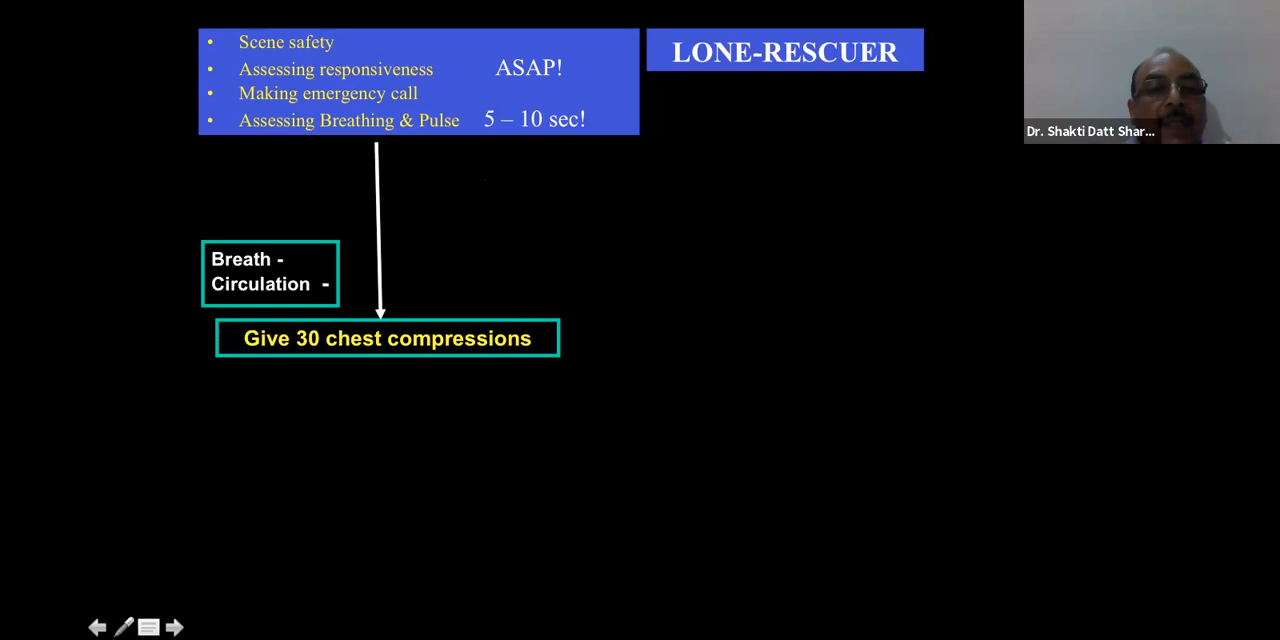 • Scene safety
• Assessing responsiveness ASAP!
• Making emergency call
• Assessing Breathing & Pulse 5 – 10 sec!
LONE-RESCUER
Dr. Shakti Datt Shar...
Breath -
Circulation -
Give 30 chest compressions